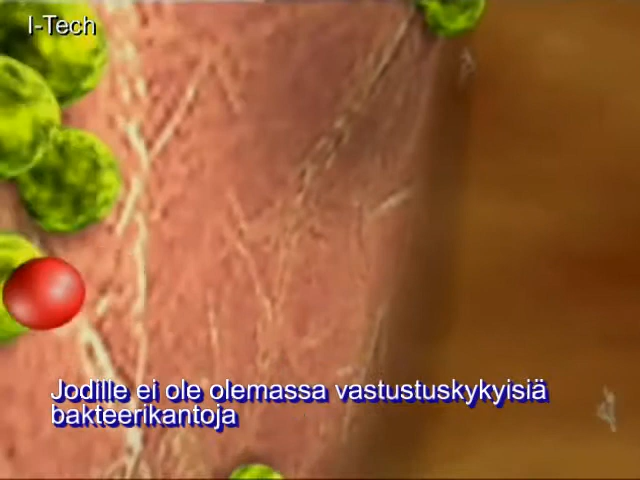 I-Tech
Jodille ei ole olemassa vastustuskykyisiä
bakteerikantoja